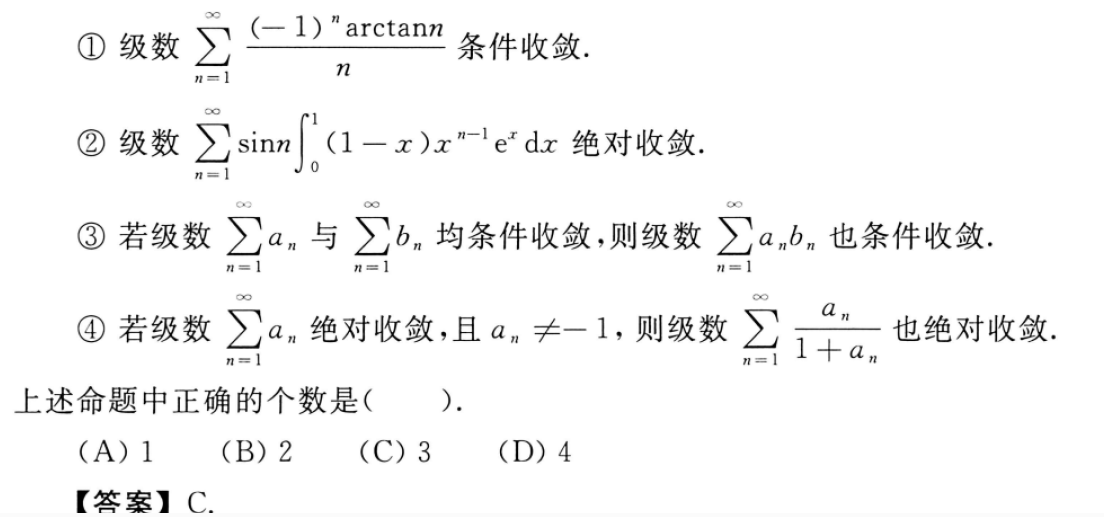 ① 级数 $\sum_{n=1}^{\infty} \frac{(-1)^n \arctan n}{n}$ 条件收敛.
② 级数 $\sum_{n=1}^{\infty} \sin n \int_0^1 (1-x)x^{n-1} e^x dx$ 绝对收敛.
③ 若级数 $\sum_{n=1}^{\infty} a_n$ 与 $\sum_{n=1}^{\infty} b_n$ 均条件收敛,则级数 $\sum_{n=1}^{\infty} a_n b_n$ 也条件收敛.
④ 若级数 $\sum_{n=1}^{\infty} a_n$ 绝对收敛,且 $a_n \neq -1$, 则级数 $\sum_{n=1}^{\infty} \frac{a_n}{1+a_n}$ 也绝对收敛.
上述命题中正确的个数是( ).
(A) 1 (B) 2 (C) 3 (D) 4
【答案】C.